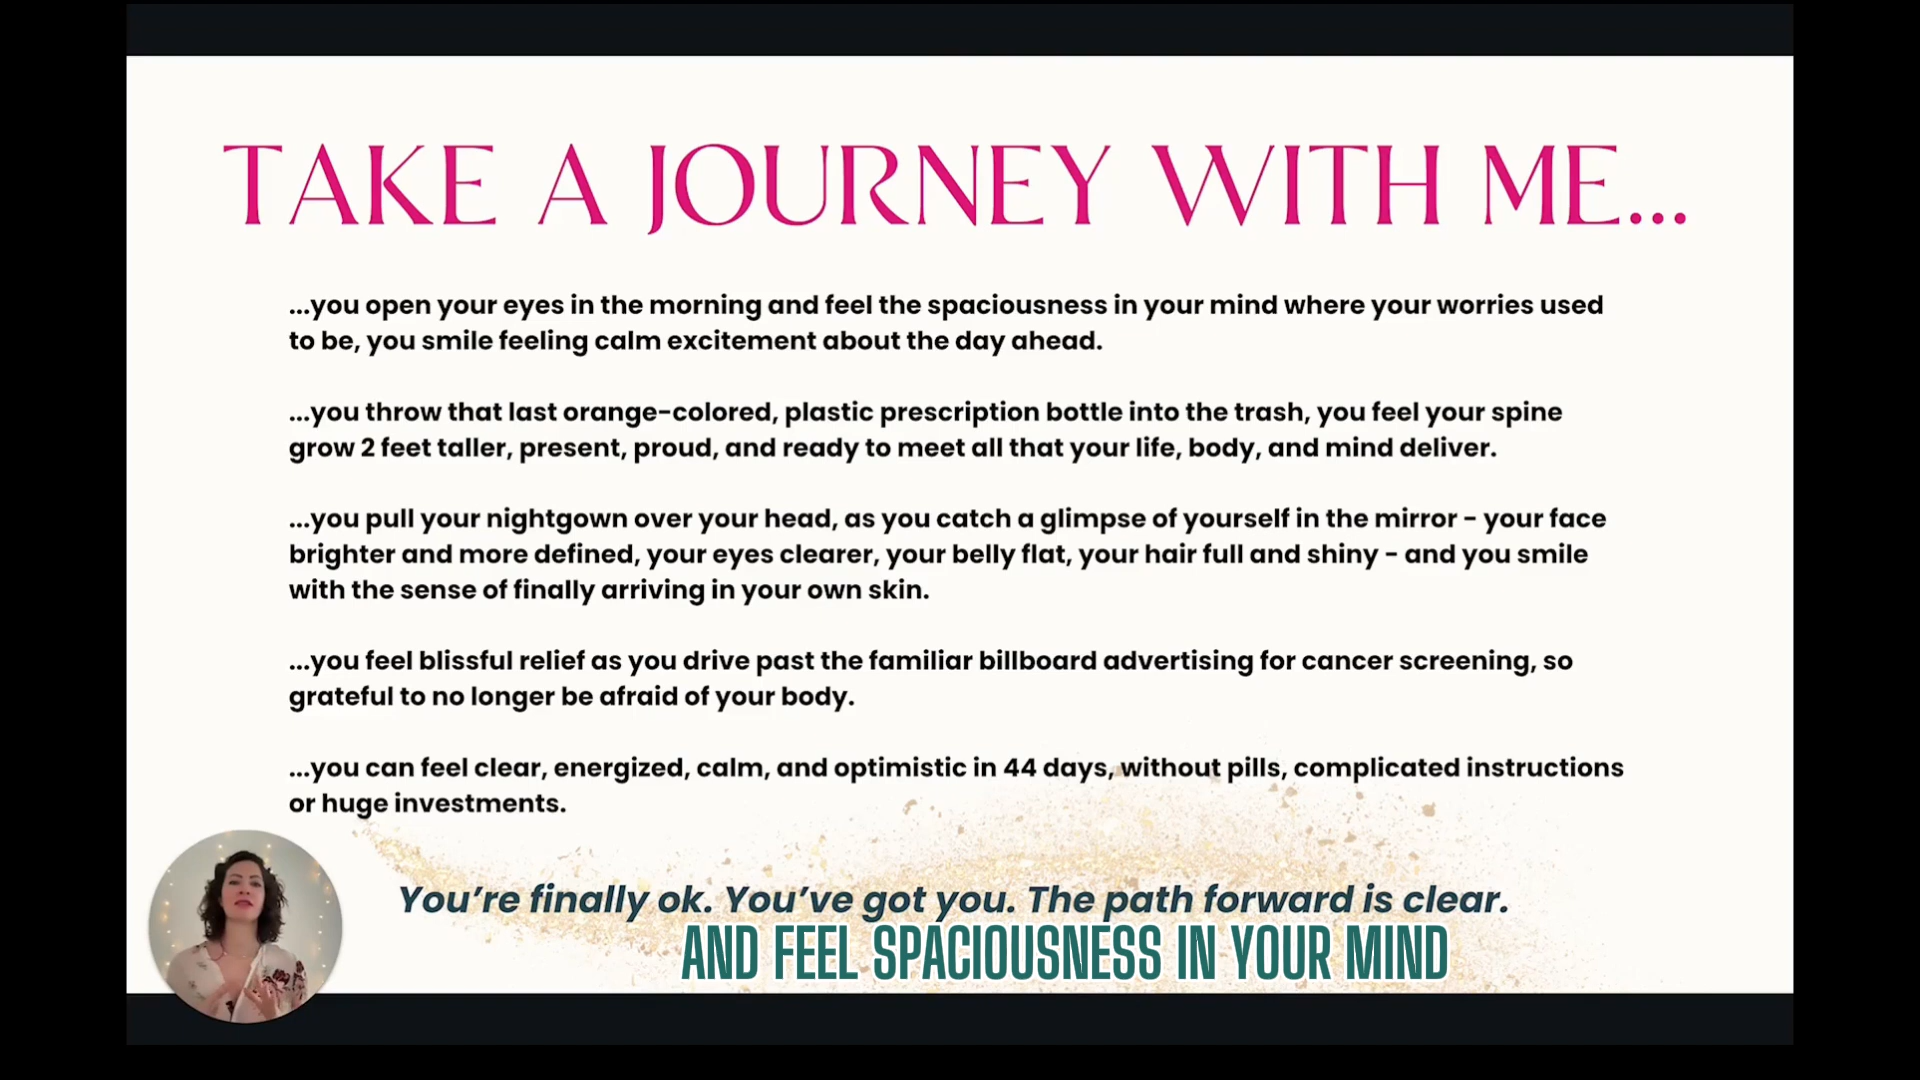 TAKE A JOURNEY WITH ME...
...you open your eyes in the morning and feel the spaciousness in your mind where your worries used
to be, you smile feeling calm excitement about the day ahead.
...you throw that last orange-colored, plastic prescription bottle into the trash, you feel your spine
grow 2 feet taller, present, proud, and ready to meet all that your life, body, and mind deliver.
...you pull your nightgown over your head, as you catch a glimpse of yourself in the mirror - your face
brighter and more defined, your eyes clearer, your belly flat, your hair full and shiny - and you smile
with the sense of finally arriving in your own skin.
...you feel blissful relief as you drive past the familiar billboard advertising for cancer screening, so
grateful to no longer be afraid of your body.
...you can feel clear, energized, calm, and optimistic in 44 days, without pills, complicated instructions
or huge investments.
You’re finally ok. You’ve got you. The path forward is clear.
AND FEEL SPACIOUSNESS IN YOUR MIND